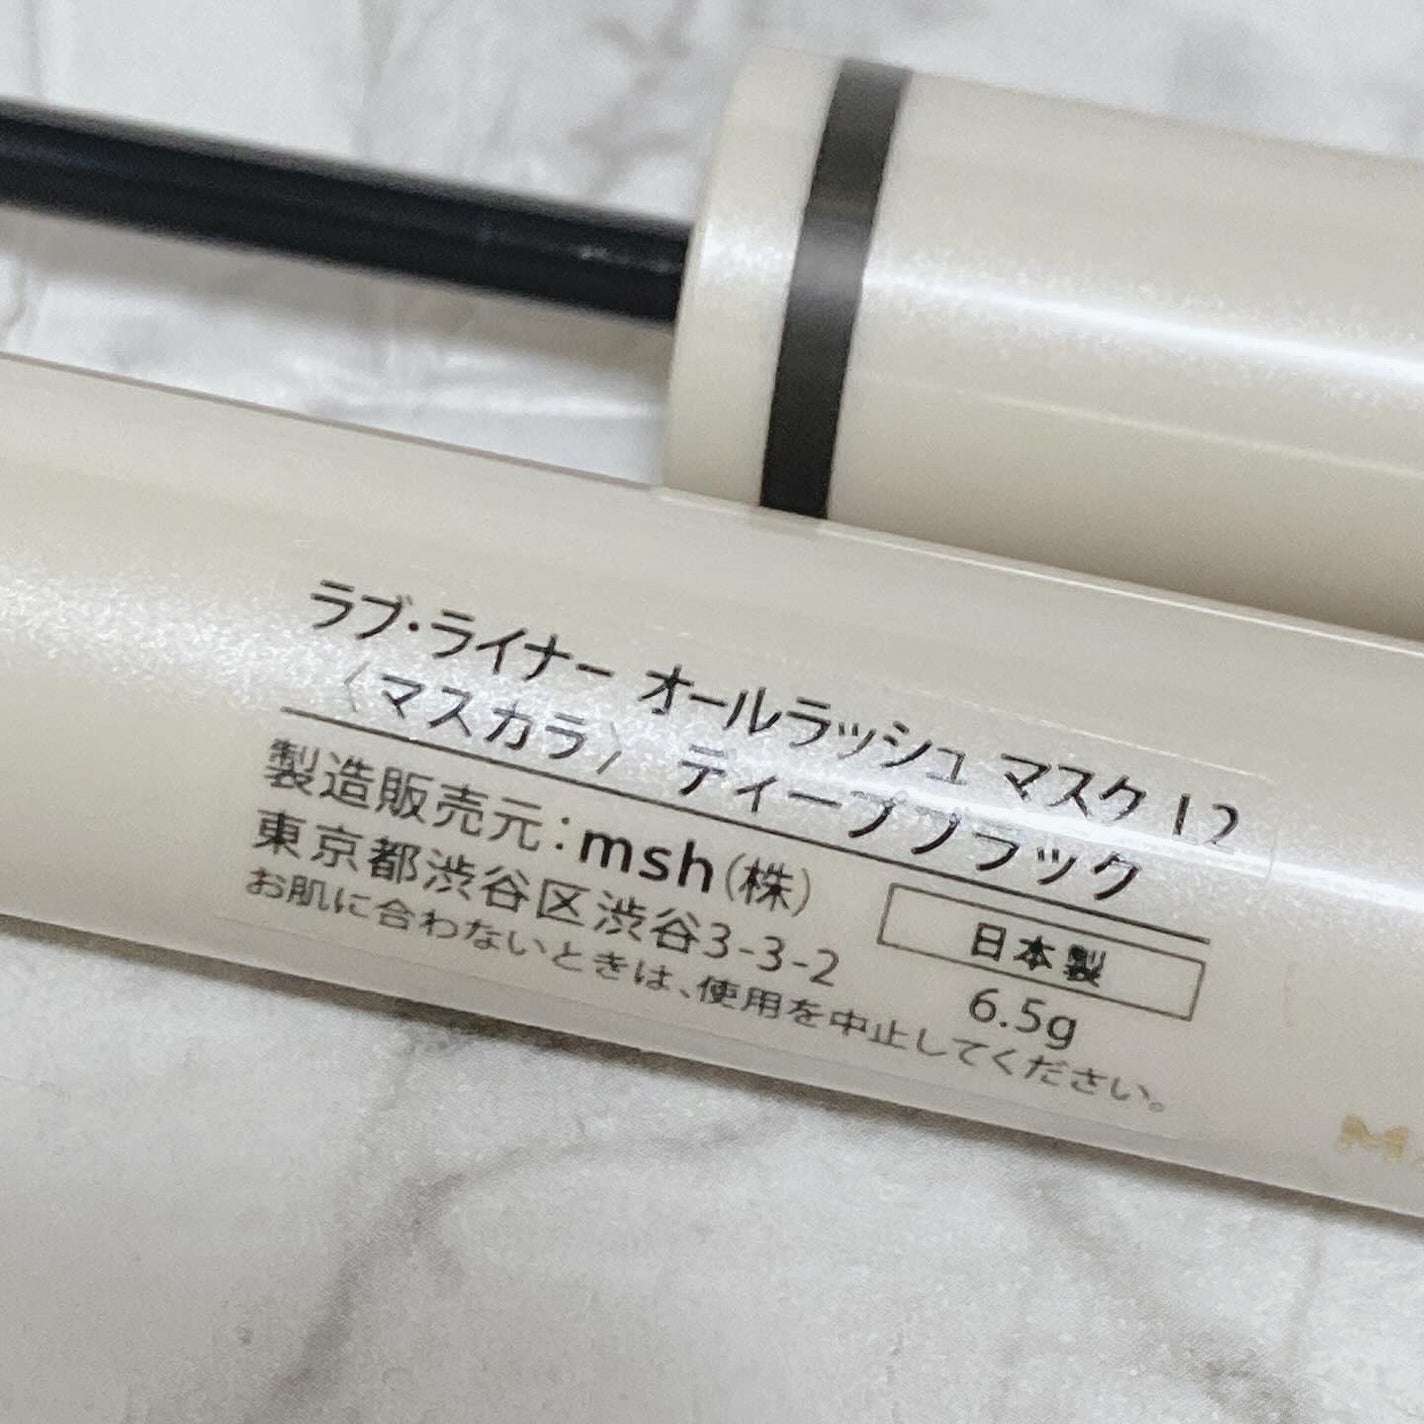 ラブ・ライナー オールラッシュ マスク 12
〈マスカラ〉 ディープブラック
製造販売元：msh(株)
東京都渋谷区渋谷3-3-2
日本製
6.5g
お肌に合わないときは、使用を中止してください。